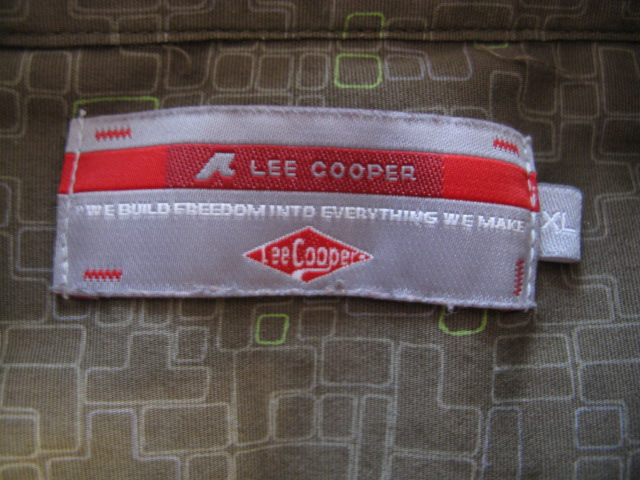 LEE COOPER
"WE BUILD FREEDOM INTO EVERYTHING WE MAKE"
XL
Lee Cooper